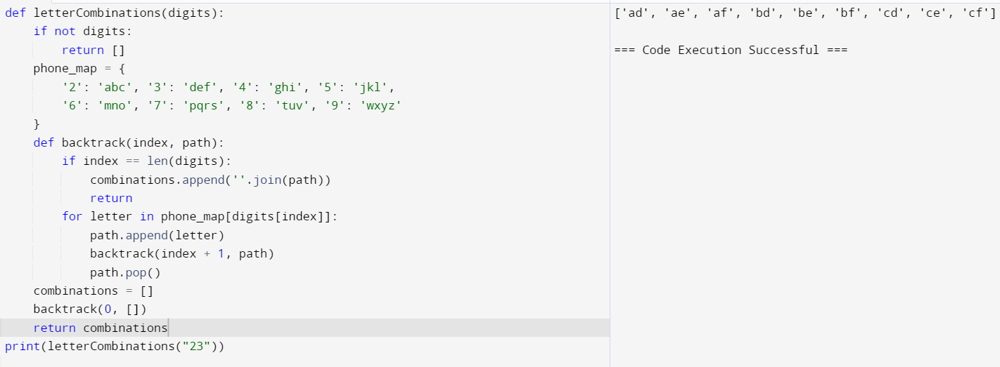 def letterCombinations(digits):
    if not digits:
        return []
    phone_map = {
        '2': 'abc', '3': 'def', '4': 'ghi', '5': 'jkl',
        '6': 'mno', '7': 'pqrs', '8': 'tuv', '9': 'wxyz'
    }
    def backtrack(index, path):
        if index == len(digits):
            combinations.append(''.join(path))
            return
        for letter in phone_map[digits[index]]:
            path.append(letter)
            backtrack(index + 1, path)
            path.pop()
    combinations = []
    backtrack(0, [])
    return combinations
print(letterCombinations("23"))
['ad', 'ae', 'af', 'bd', 'be', 'bf', 'cd', 'ce', 'cf']
=== Code Execution Successful ===